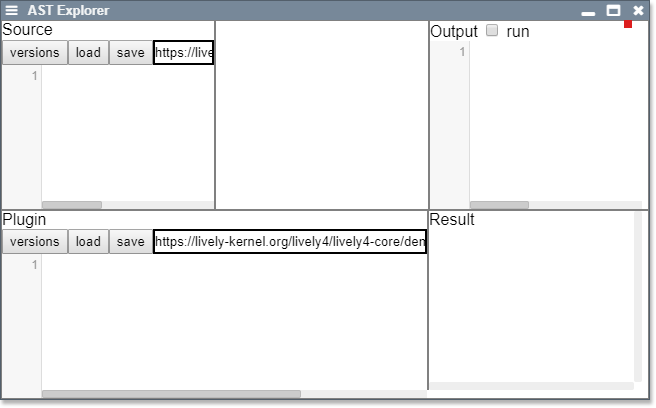 AST Explorer
Source
versions load save https://live
1
Output run
1
Plugin
versions load save https://lively-kernel.org/lively4/lively4-core/den
1
Result